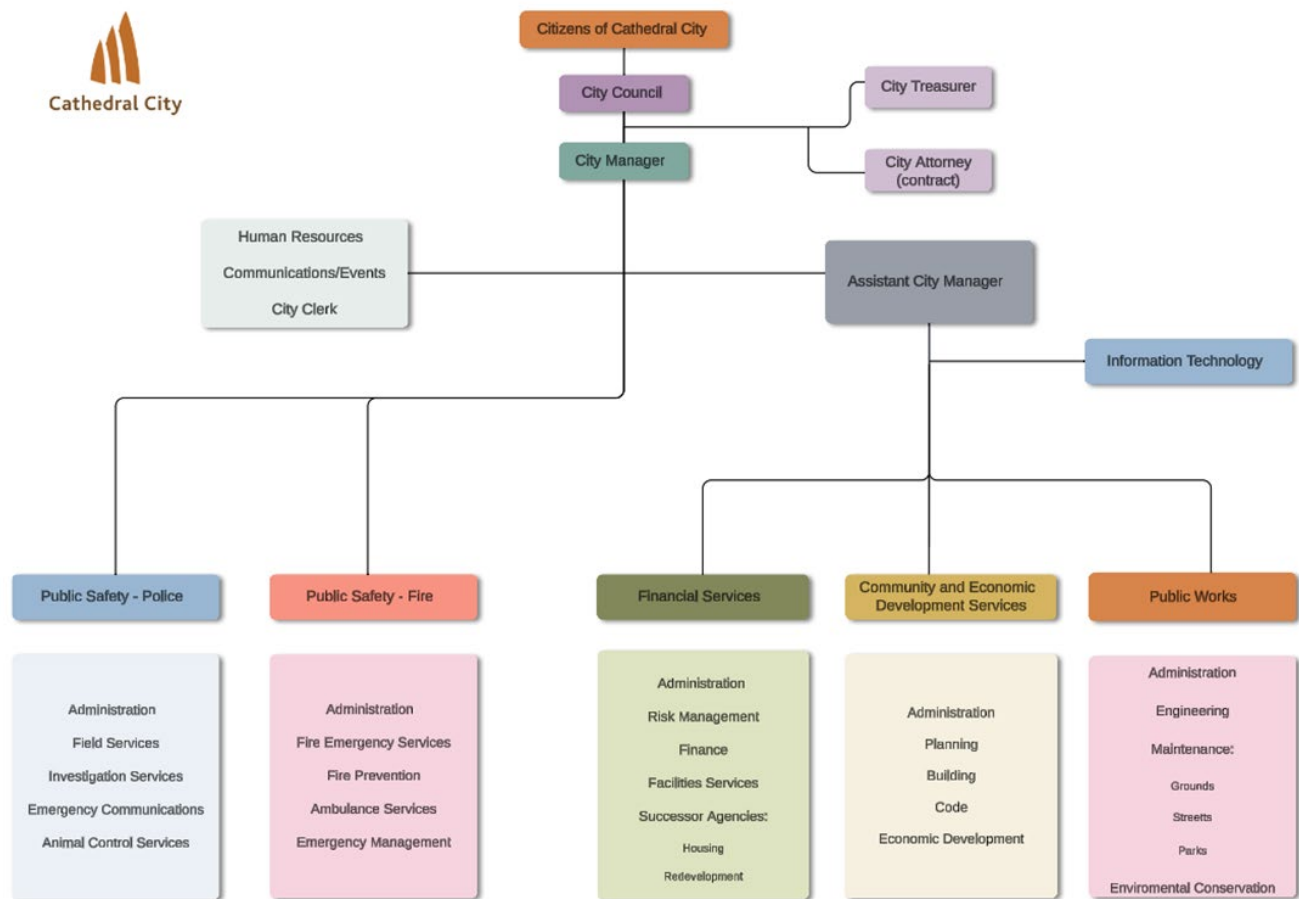 Cathedral City
Citizens of Cathedral City
City Council
City Treasurer
City Manager
City Attorney
(contract)
Human Resources
Communications/Events
City Clerk
Assistant City Manager
Information Technology
Public Safety - Police
Administration
Field Services
Investigation Services
Emergency Communications
Animal Control Services
Public Safety - Fire
Administration
Fire Emergency Services
Fire Prevention
Ambulance Services
Emergency Management
Financial Services
Administration
Risk Management
Finance
Facilities Services
Successor Agencies:
Housing
Redevelopment
Community and Economic
Development Services
Administration
Planning
Building
Code
Economic Development
Public Works
Administration
Engineering
Maintenance:
Grounds
Streetts
Parks
Enviromental Conservation